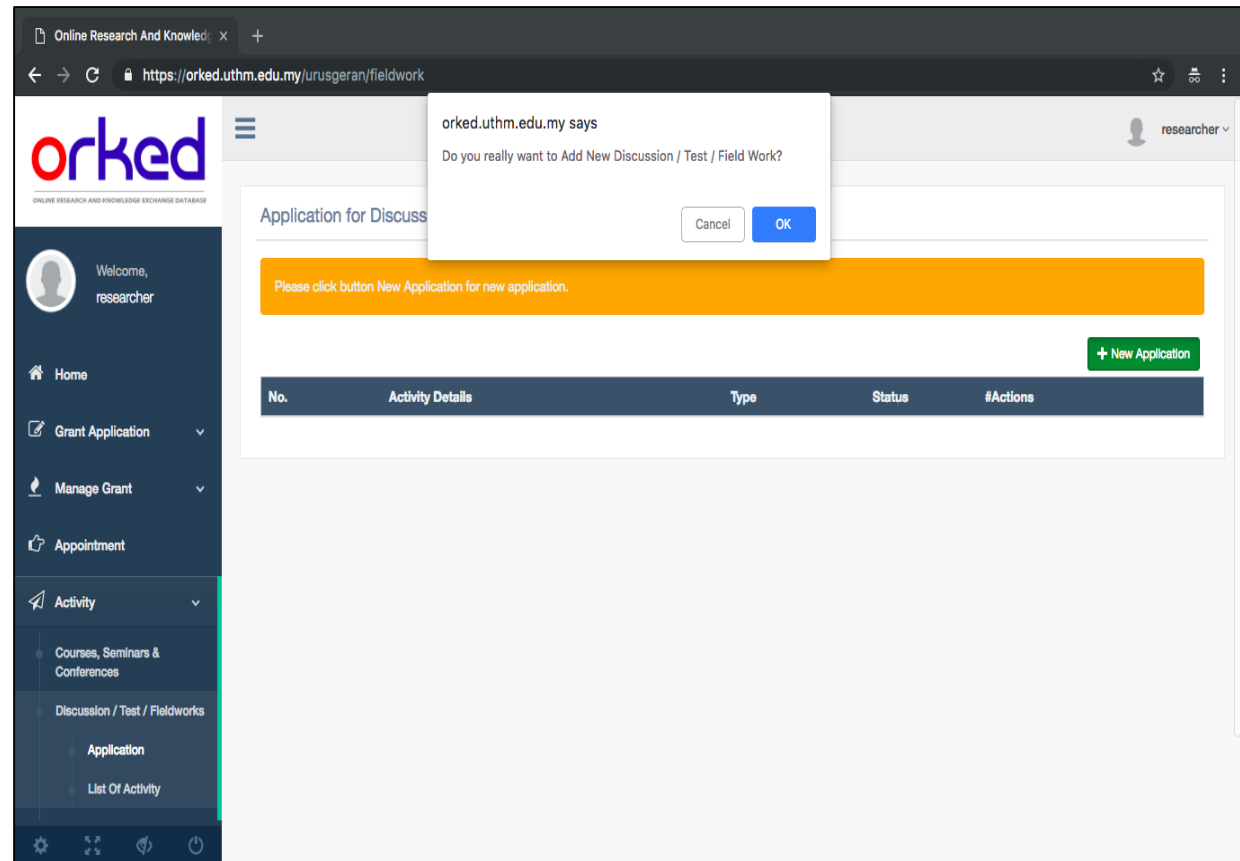 Online Research And Knowledg
https://orked.uthm.edu.my/urusgeran/fieldwork
orked
ONLINE RESEARCH AND KNOWLEDGE EXCHANGE DATABASE
orked.uthm.edu.my says
Do you really want to Add New Discussion / Test / Field Work?
Cancel
OK
researcher
Welcome,
researcher
Home
Grant Application
Manage Grant
Appointment
Activity
Courses, Seminars &
Conferences
Discussion / Test / Fieldworks
Application
List Of Activity
Application for Discuss
Please click button New Application for new application.
+ New Application
No. Activity Details Type Status #Actions